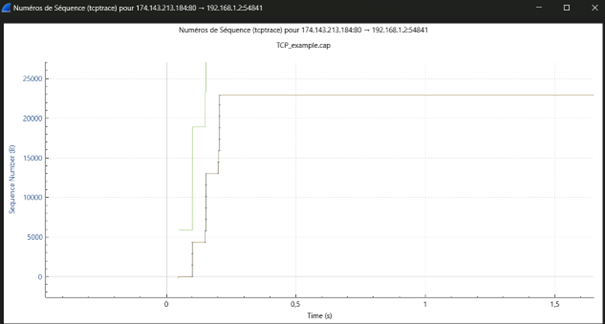 Numéros de Séquence (tcptrace) pour 174.143.213.184:80 → 192.168.1.2:54841
Numéros de Séquence (tcptrace) pour 174.143.213.184:80 → 192.168.1.2:54841
TCP_example.cap
25000
20000
15000
10000
5000
0
Sequence Number (B)
0
0,5
1
1,5
Time (s)